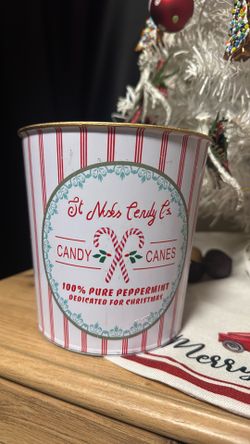 St Nicks Candy Co.
CANDY CANES
100% PURE PEPPERMINT
DEDICATED FOR CHRISTMAS
Merry